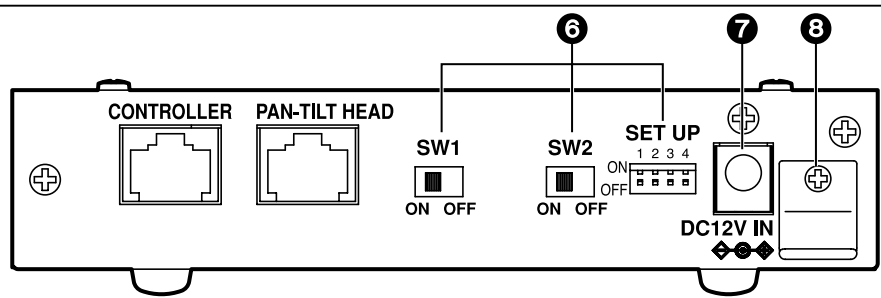 6 7 8
CONTROLLER PAN-TILT HEAD
SW1 SW2 SET UP
1 2 3 4
ON
OFF
ON OFF ON OFF
DC12V IN